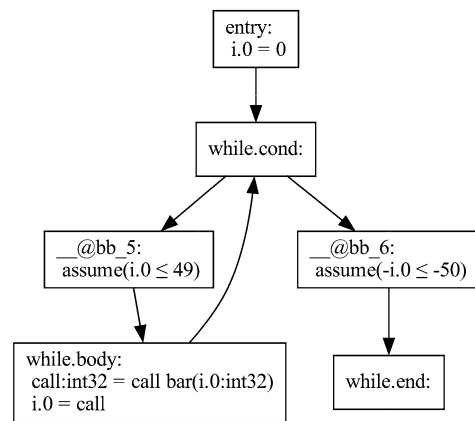 entry:
i.0 = 0
while.cond:
__@bb_5:
assume(i.0 ≤ 49)
__@bb_6:
assume(-i.0 ≤ -50)
while.body:
call:int32 = call bar(i.0:int32)
i.0 = call
while.end: